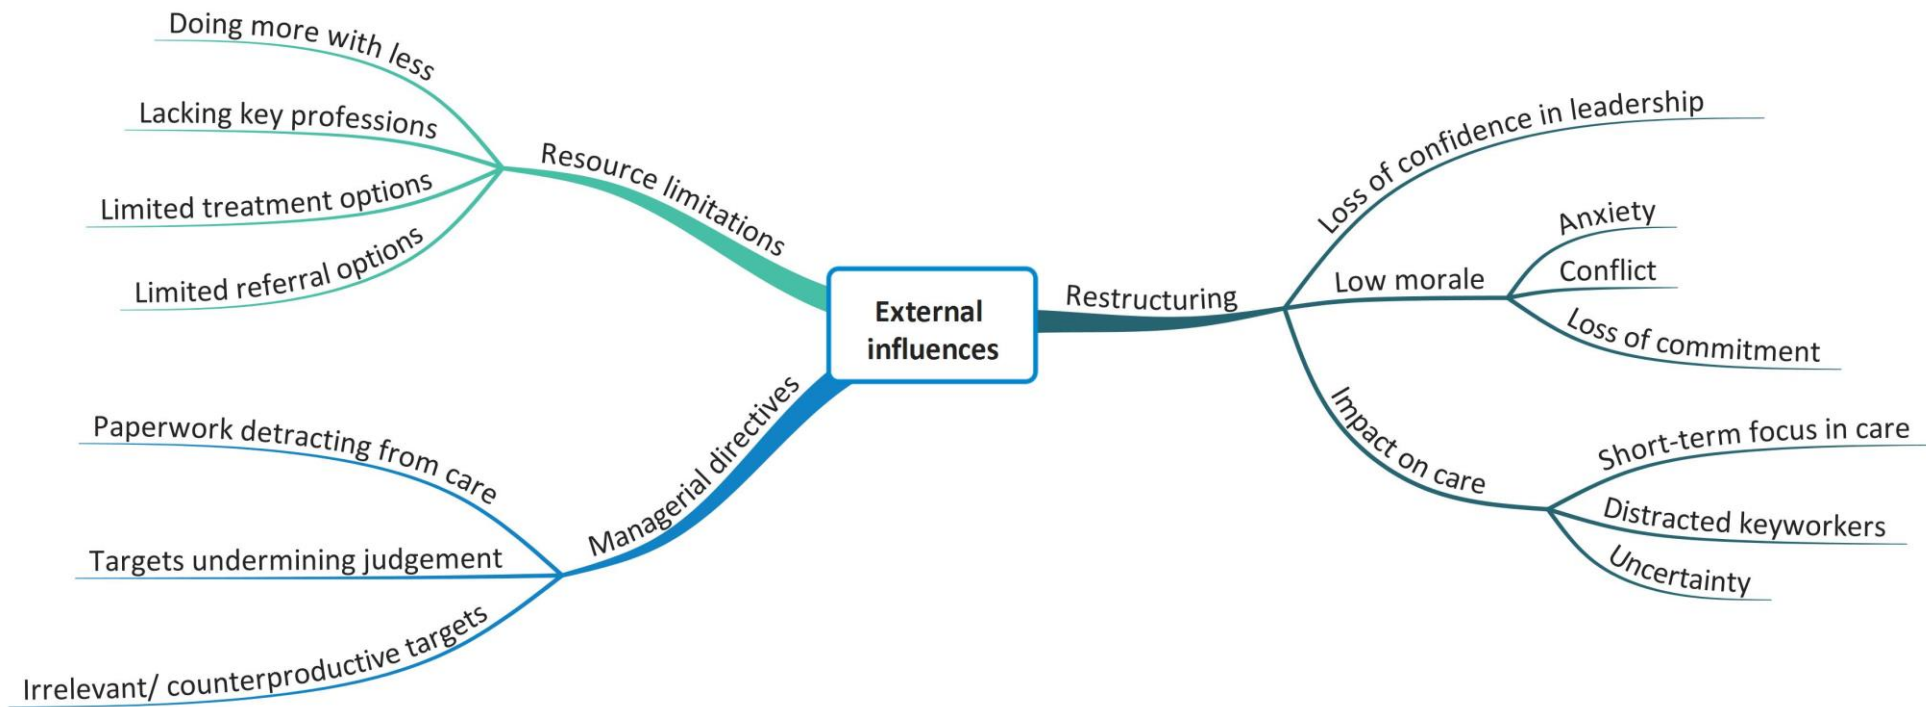 Doing more with less
Lacking key professions
Limited treatment options
Limited referral options
Resource limitations
External
influences
Managerial directives
Paperwork detracting from care
Targets undermining judgement
Irrelevant/ counterproductive targets
Restructuring
Loss of confidence in leadership
Low morale
Anxiety
Conflict
Loss of commitment
Impact on care
Short-term focus in care
Distracted keyworkers
Uncertainty